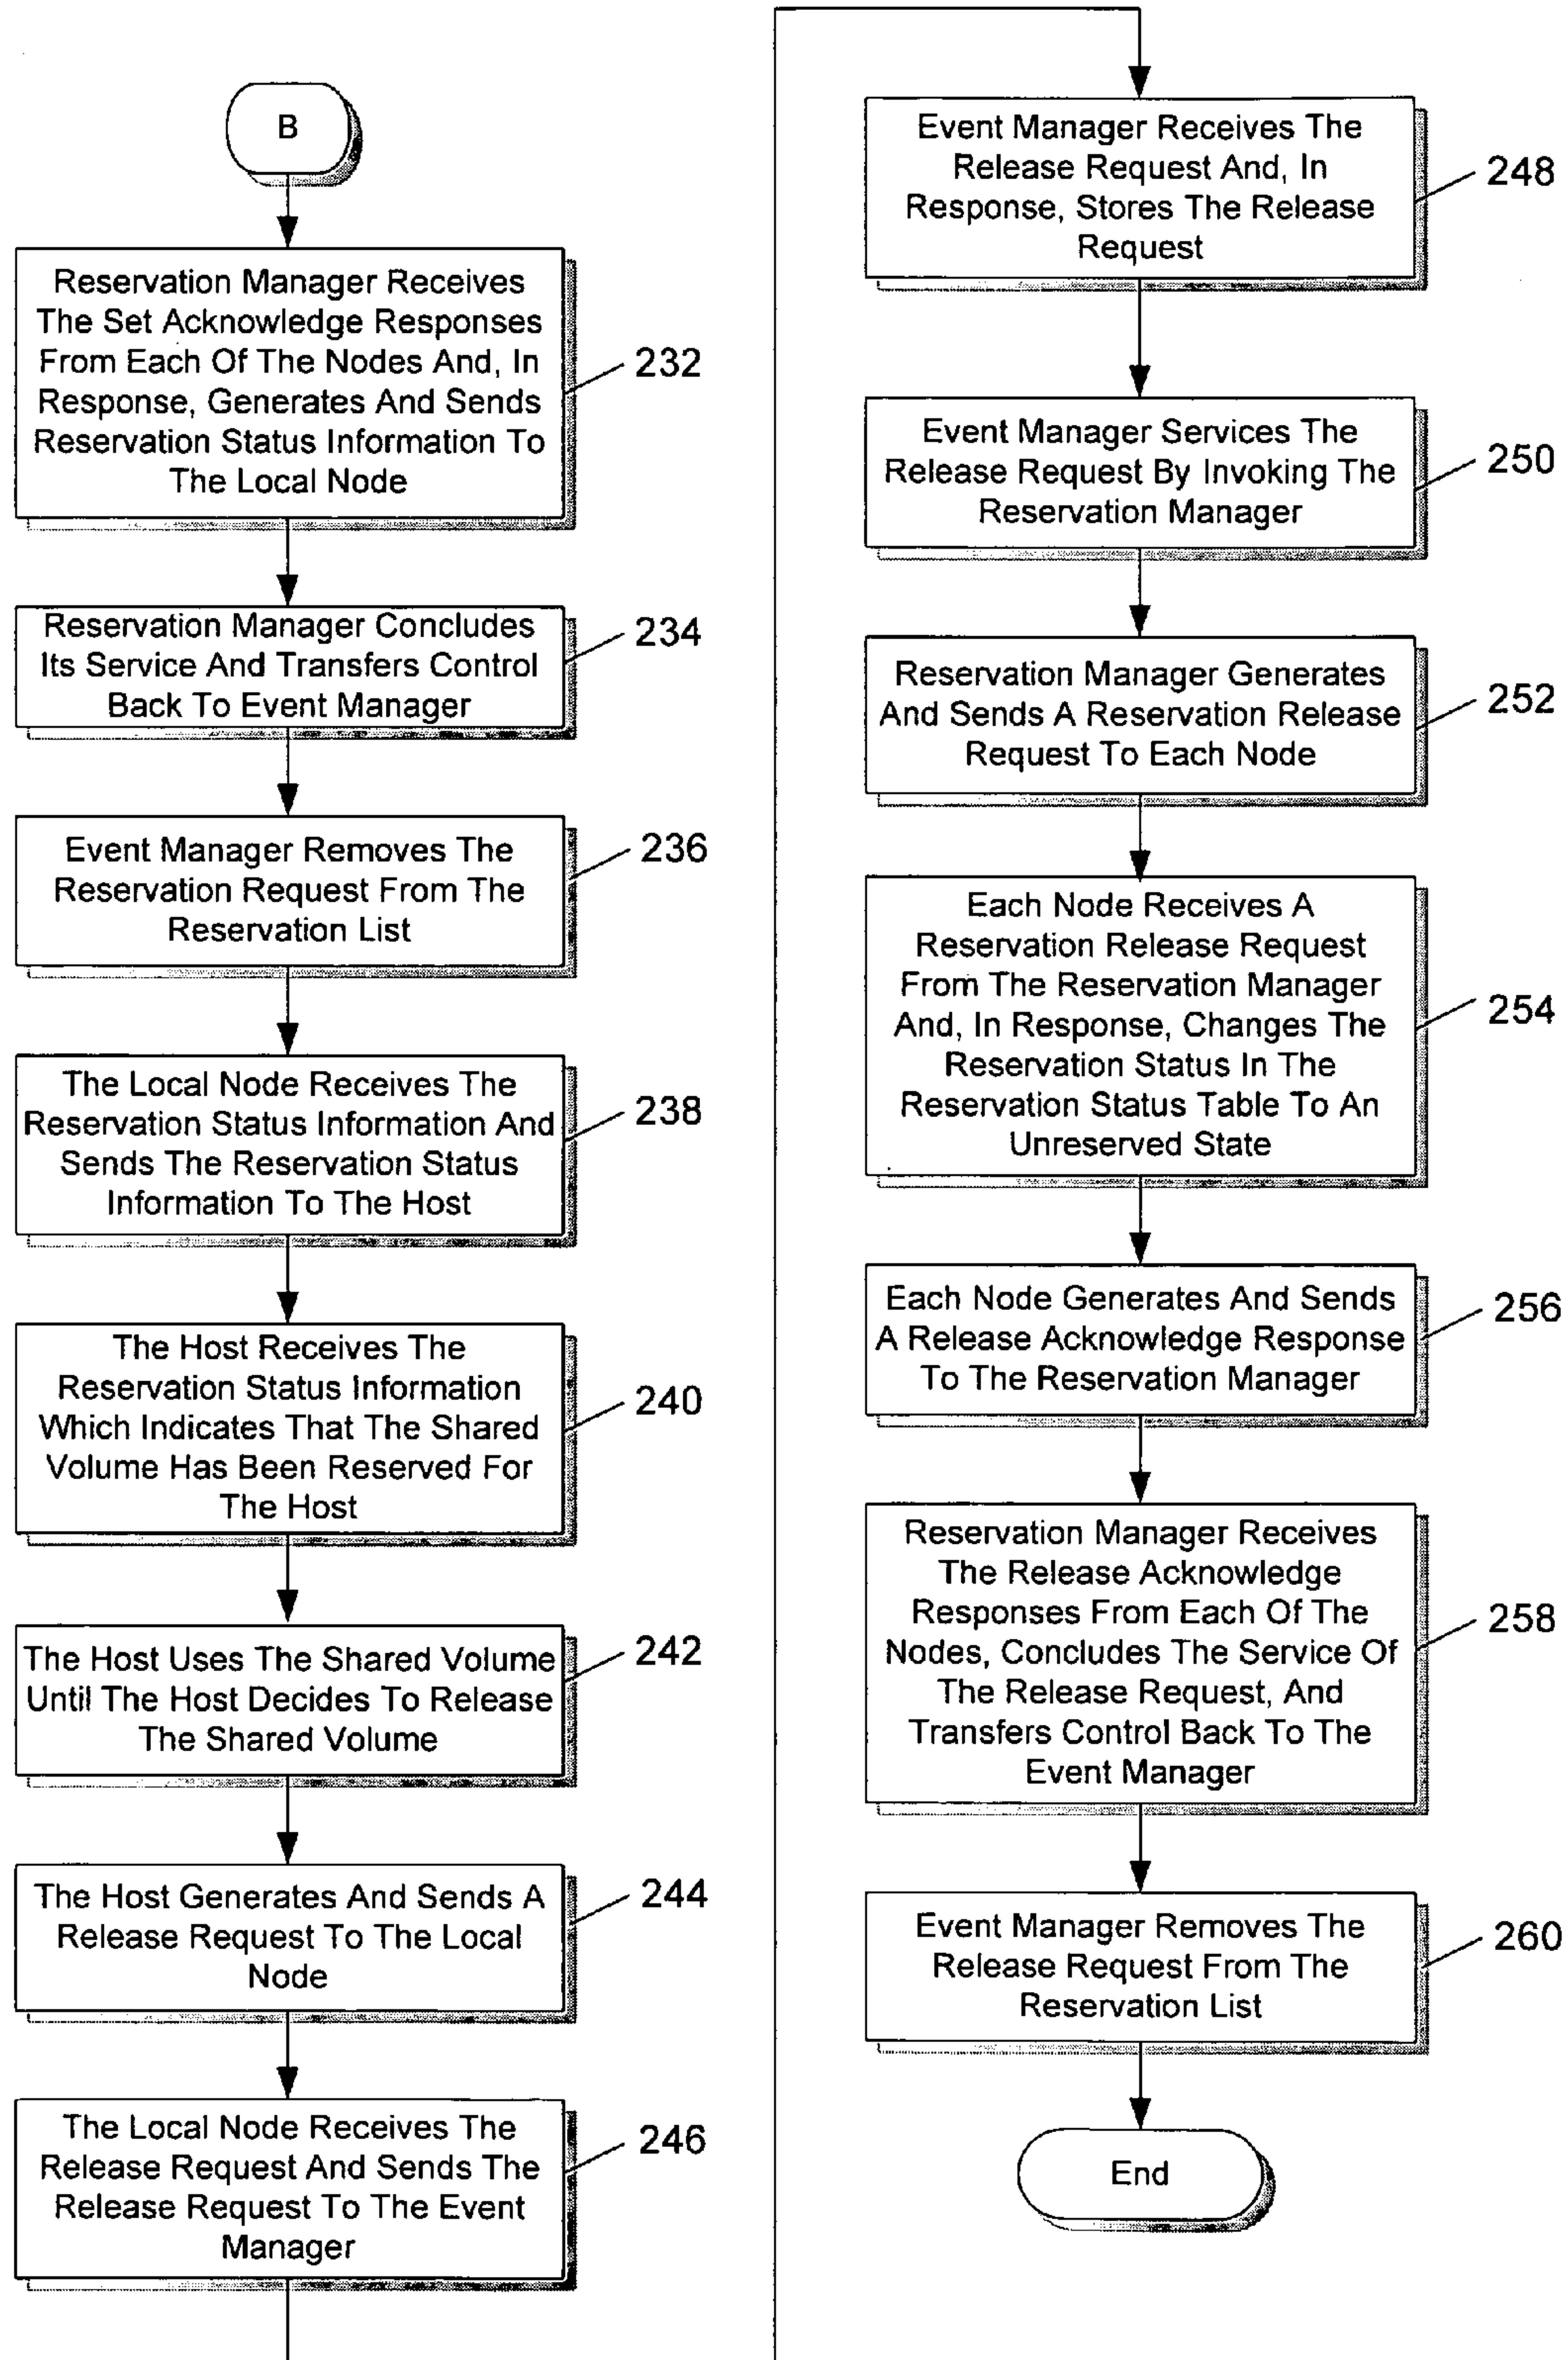 B
Reservation Manager Receives
The Set Acknowledge Responses
From Each Of The Nodes And, In
Response, Generates And Sends
Reservation Status Information To
The Local Node
232
Reservation Manager Concludes
Its Service And Transfers Control
Back To Event Manager
234
Event Manager Removes The
Reservation Request From The
Reservation List
236
The Local Node Receives The
Reservation Status Information And
Sends The Reservation Status
Information To The Host
238
The Host Receives The
Reservation Status Information
Which Indicates That The Shared
Volume Has Been Reserved For
The Host
240
The Host Uses The Shared Volume
Until The Host Decides To Release
The Shared Volume
242
The Host Generates And Sends A
Release Request To The Local
Node
244
The Local Node Receives The
Release Request And Sends The
Release Request To The Event
Manager
246
Event Manager Receives The
Release Request And, In
Response, Stores The Release
Request
248
Event Manager Services The
Release Request By Invoking The
Reservation Manager
250
Reservation Manager Generates
And Sends A Reservation Release
Request To Each Node
252
Each Node Receives A
Reservation Release Request
From The Reservation Manager
And, In Response, Changes The
Reservation Status In The
Reservation Status Table To An
Unreserved State
254
Each Node Generates And Sends
A Release Acknowledge Response
To The Reservation Manager
256
Reservation Manager Receives
The Release Acknowledge
Responses From Each Of The
Nodes, Concludes The Service Of
The Release Request, And
Transfers Control Back To The
Event Manager
258
Event Manager Removes The
Release Request From The
Reservation List
260
End